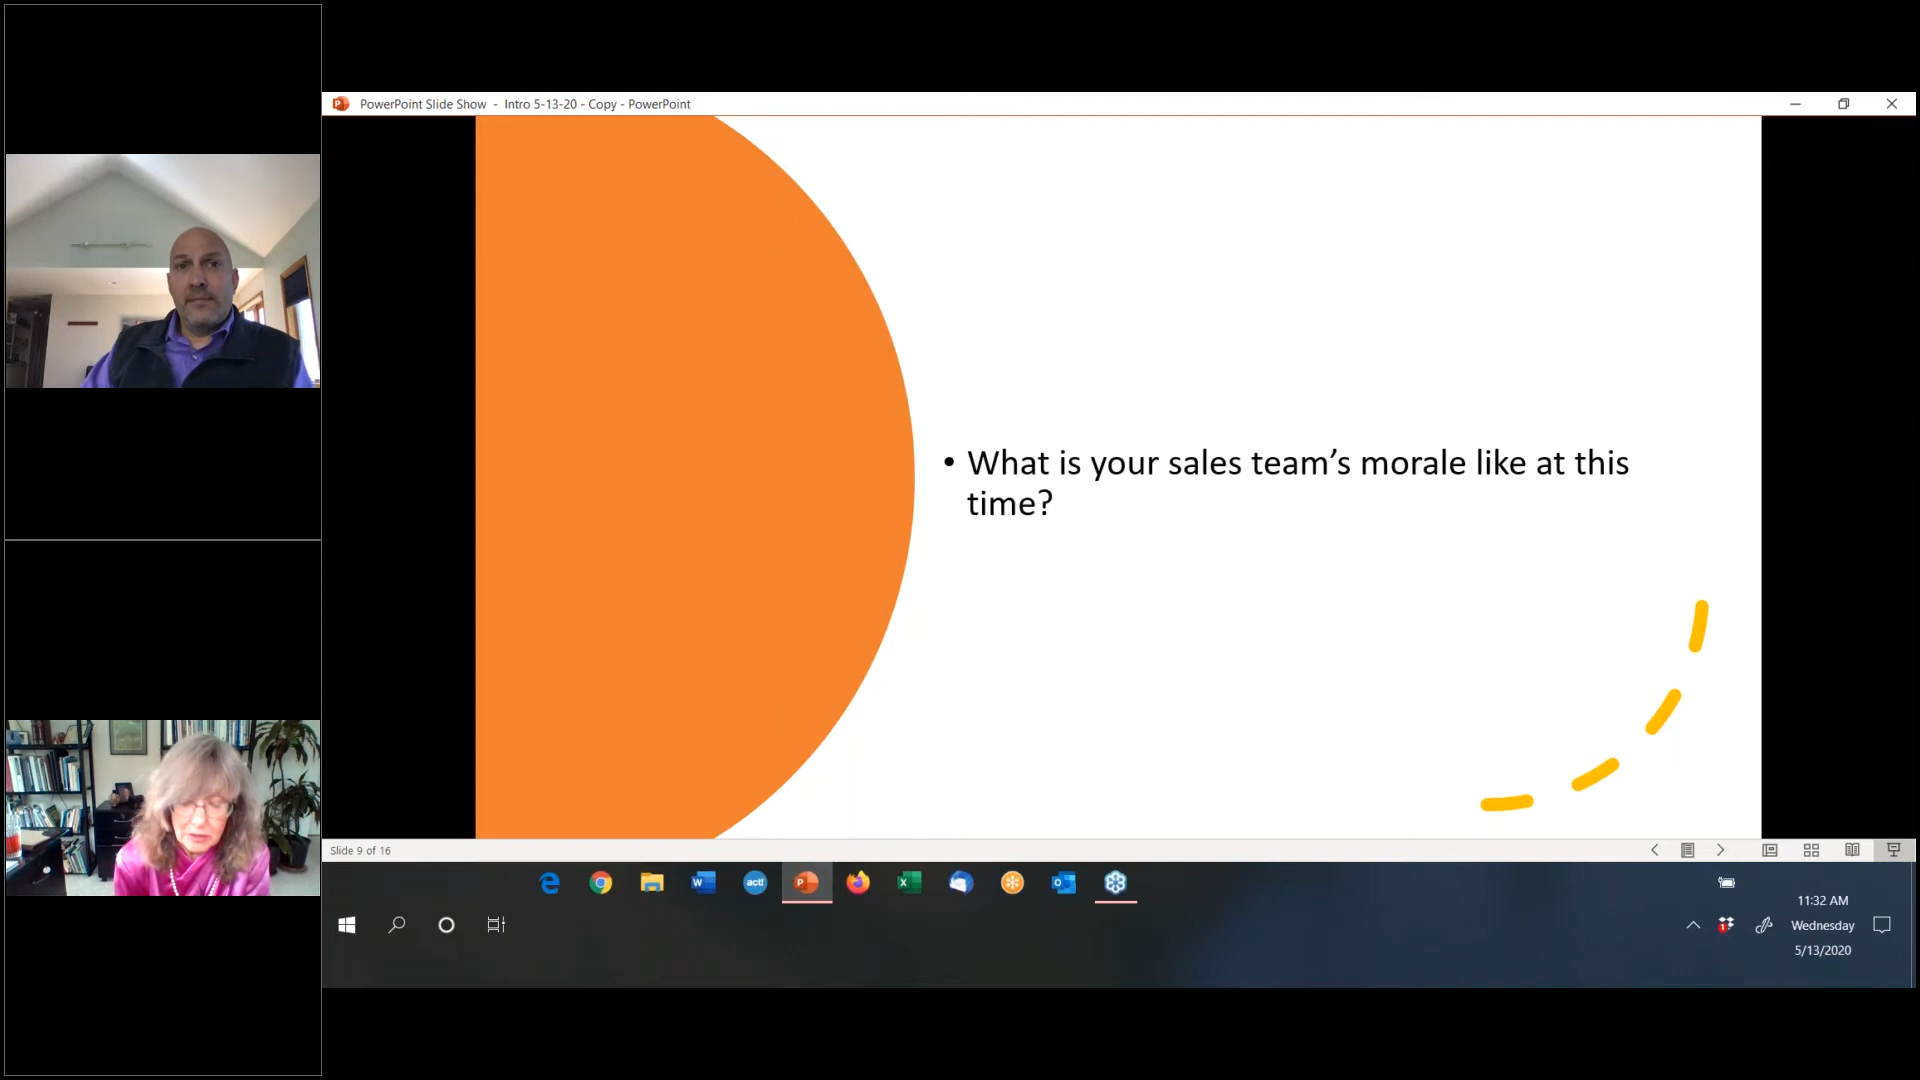 PowerPoint Slide Show - Intro 5-13-20 - Copy - PowerPoint
• What is your sales team’s morale like at this
time?
Slide 9 of 16
act!
11:32 AM
Wednesday
5/13/2020